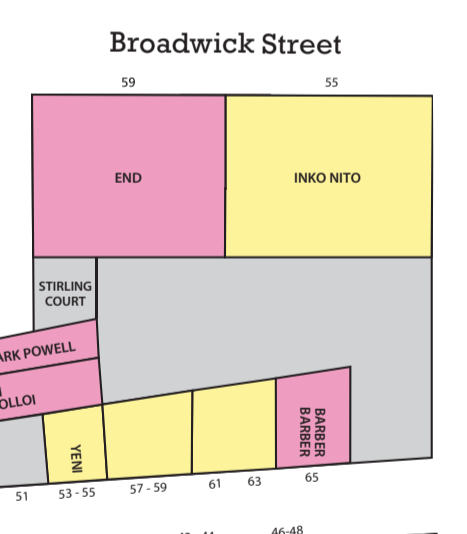 Broadwick Street
59
55
END
INKO NITO
STIRLING
COURT
ARK POWELL
OLLOI
YENI
BARBER
BARBER
51
53 - 55
57 - 59
61
63
65
46-48